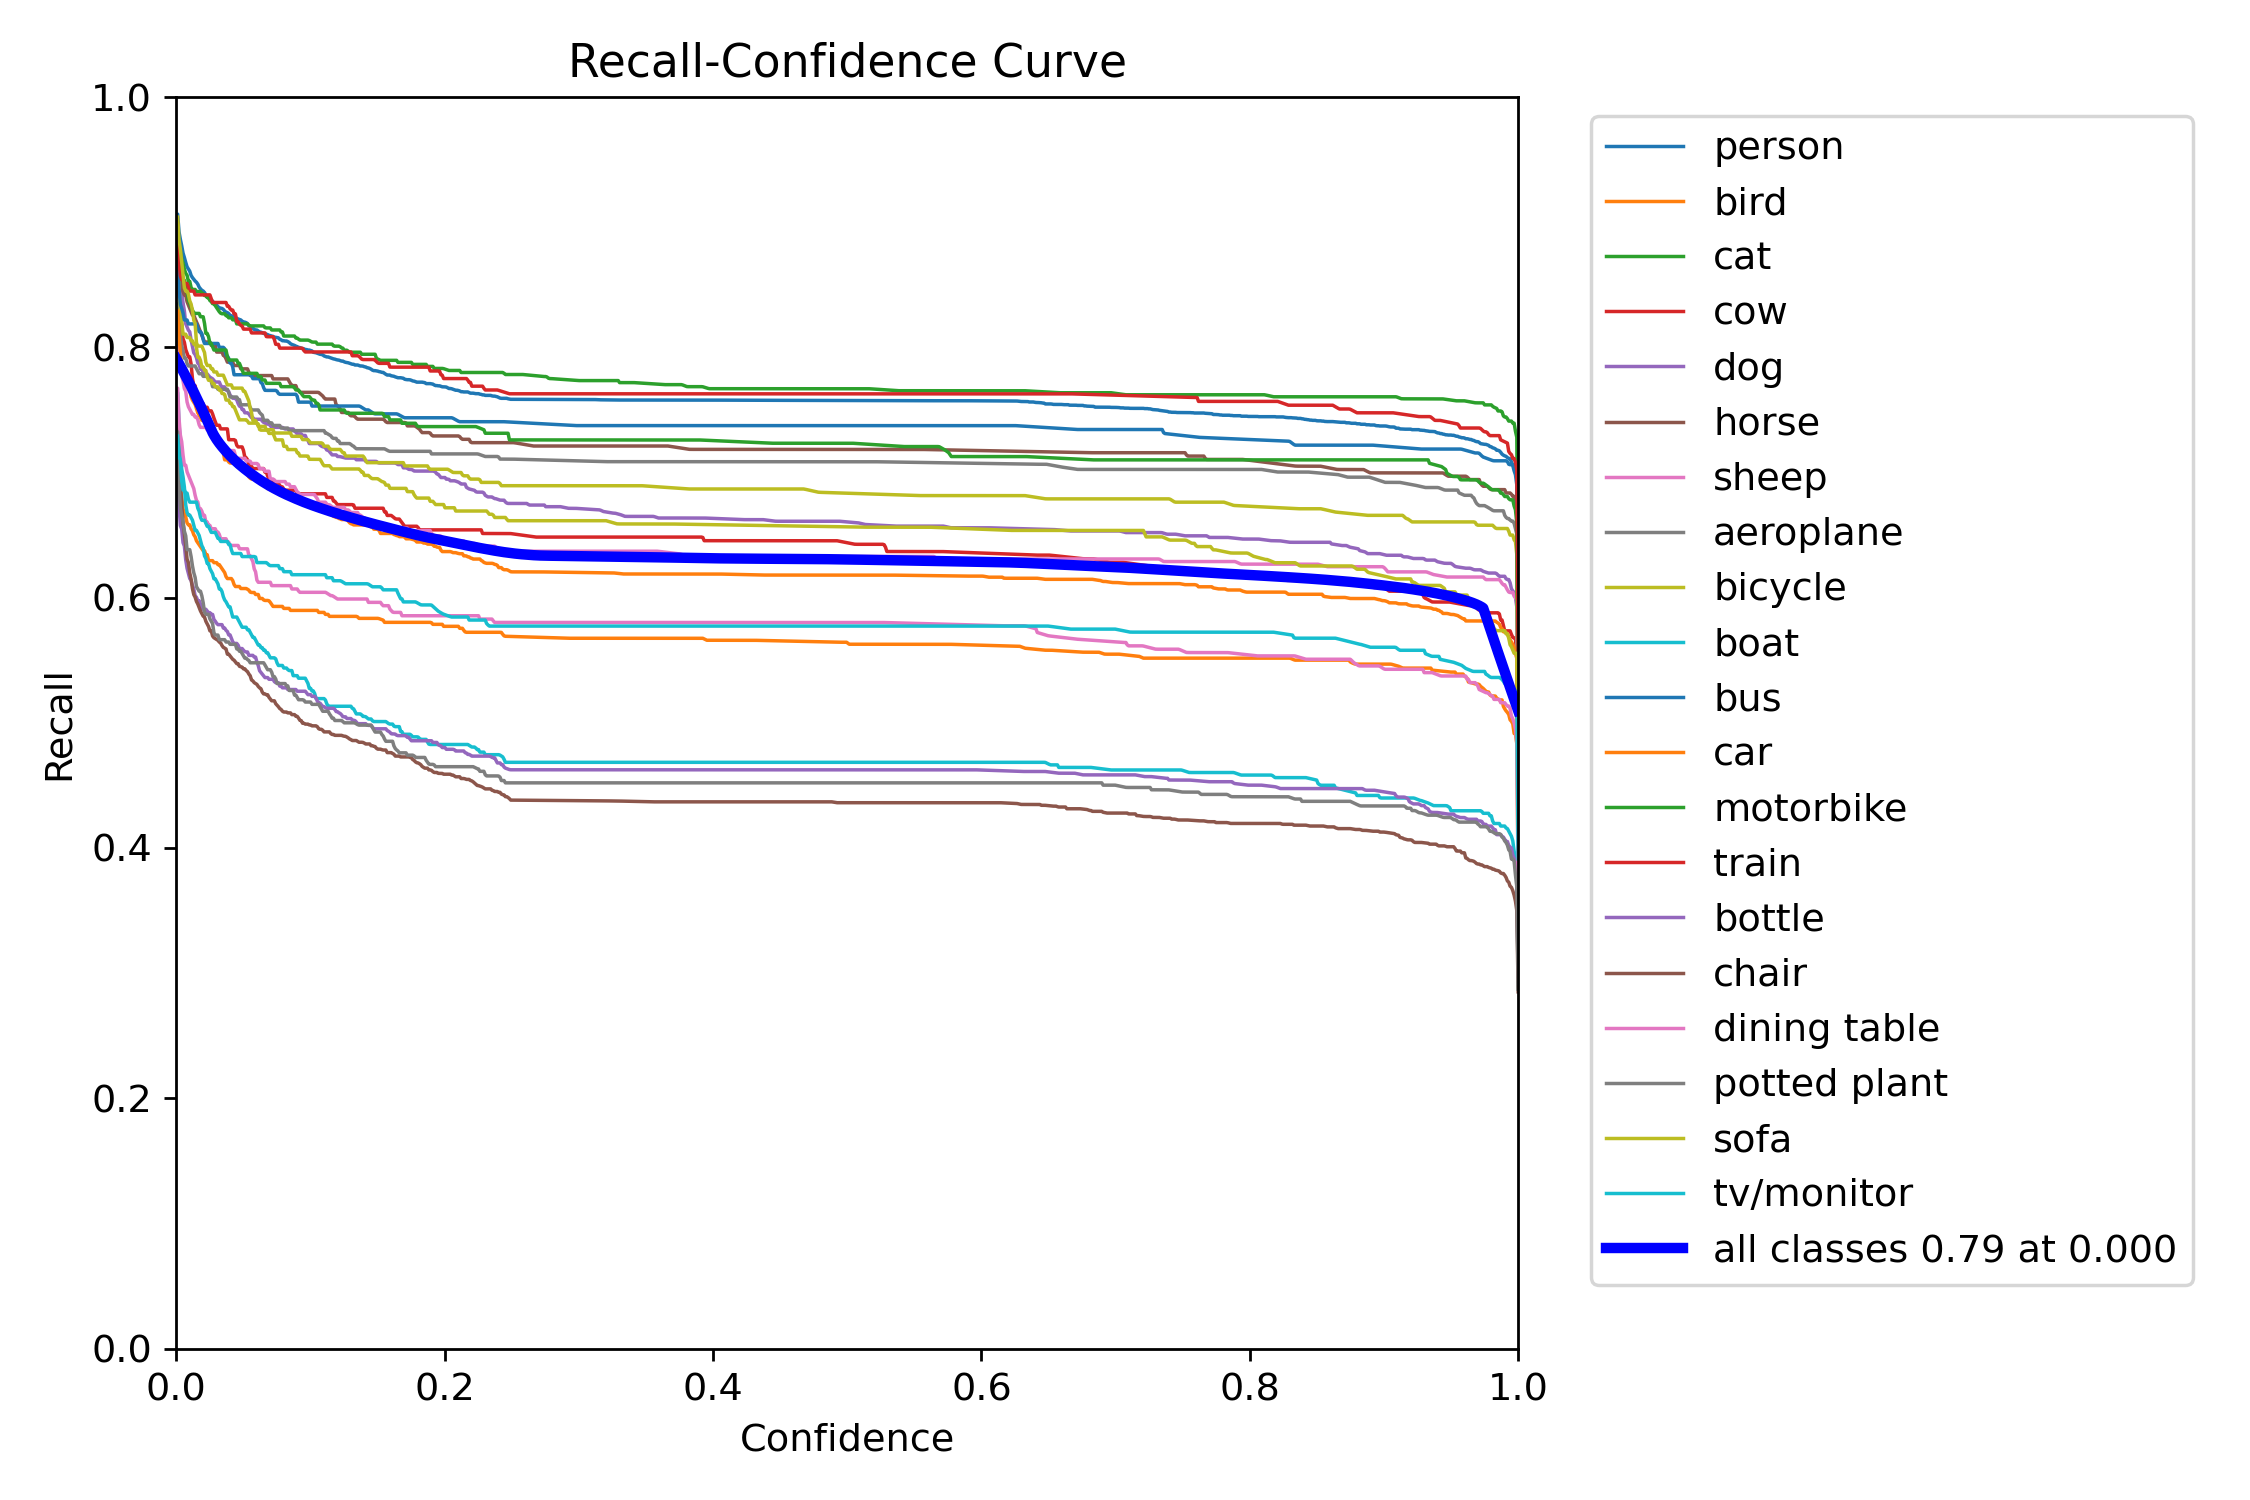 Recall-Confidence Curve
1.0
0.8
0.6
0.4
0.2
0.0
Recall
0.0 0.2 0.4 0.6 0.8 1.0
Confidence
person
bird
cat
cow
dog
horse
sheep
aeroplane
bicycle
boat
bus
car
motorbike
train
bottle
chair
dining table
potted plant
sofa
tv/monitor
all classes 0.79 at 0.000